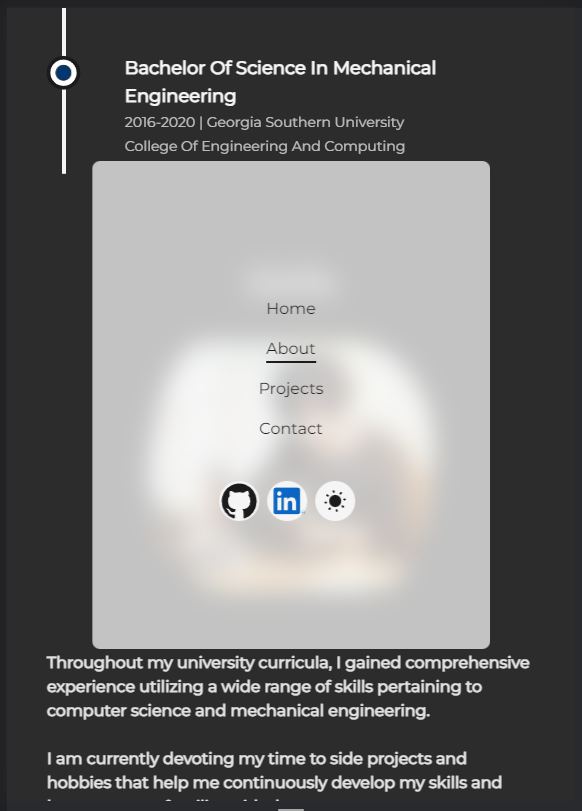 Bachelor Of Science In Mechanical
Engineering
2016-2020 | Georgia Southern University
College Of Engineering And Computing
Home
About
Projects
Contact
in
Throughout my university curricula, I gained comprehensive
experience utilizing a wide range of skills pertaining to
computer science and mechanical engineering.
I am currently devoting my time to side projects and
hobbies that help me continuously develop my skills and